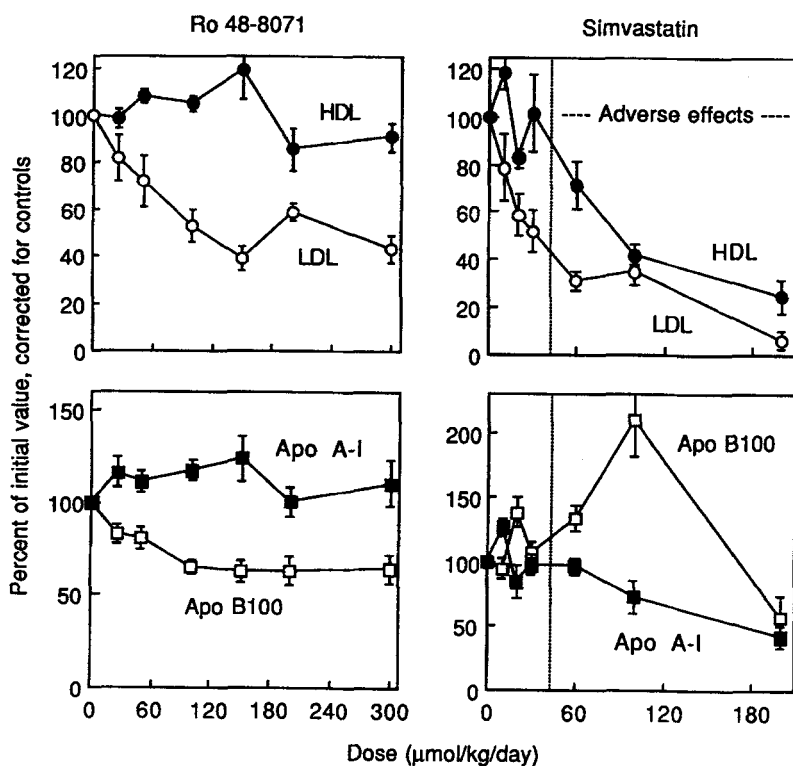 Ro 48-8071
Simvastatin
Percent of initial value, corrected for controls
120
100
80
60
40
20
0
HDL
LDL
120
100
80
60
40
20
0
---- Adverse effects ----
HDL
LDL
150
100
50
0
Apo A-I
Apo B100
0
60
120
180
240
300
200
150
100
50
0
Apo B100
Apo A-I
0
60
120
180
Dose (μmol/kg/day)